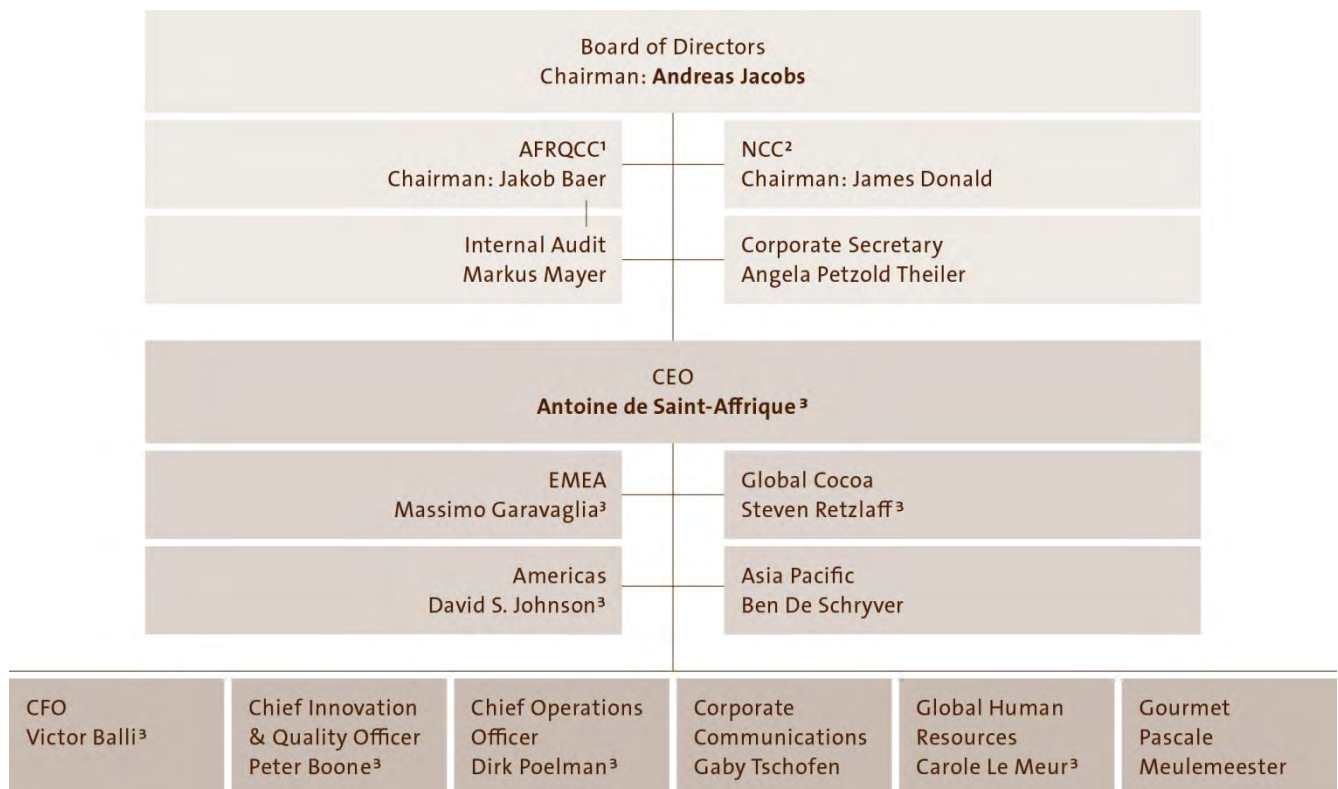 Board of Directors
Chairman: Andreas Jacobs
AFRQCC¹
Chairman: Jakob Baer
NCC²
Chairman: James Donald
Internal Audit
Markus Mayer
Corporate Secretary
Angela Petzold Theiler
CEO
Antoine de Saint-Affrique³
EMEA
Massimo Garavaglia³
Global Cocoa
Steven Retzlaff³
Americas
David S. Johnson³
Asia Pacific
Ben De Schryver
CFO
Victor Balli³
Chief Innovation
& Quality Officer
Peter Boone³
Chief Operations
Officer
Dirk Poelman³
Corporate
Communications
Gaby Tschofen
Global Human
Resources
Carole Le Meur³
Gourmet
Pascale
Meulemeester